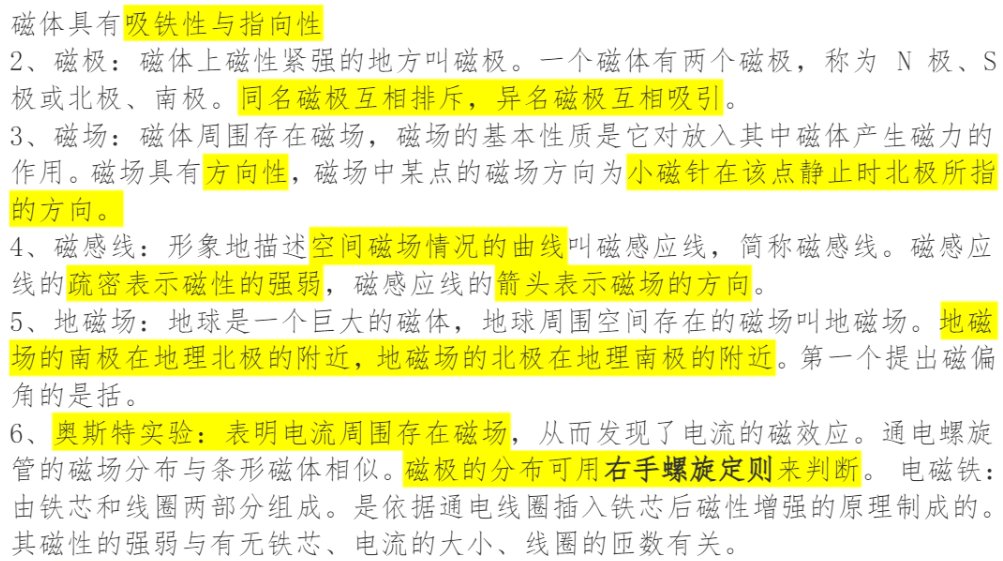 磁体具有吸铁性与指向性
2、磁极：磁体上磁性紧强的地方叫磁极。一个磁体有两个磁极，称为 N 极、S
极或北极、南极。同名磁极互相排斥，异名磁极互相吸引。
3、磁场：磁体周围存在磁场，磁场的基本性质是它对放入其中磁体产生磁力的
作用。磁场具有方向性，磁场中某点的磁场方向为小磁针在该点静止时北极所指
的方向。
4、磁感线：形象地描述空间磁场情况的曲线叫磁感应线，简称磁感线。磁感应
线的疏密表示磁性的强弱，磁感应线的箭头表示磁场的方向。
5、地磁场：地球是一个巨大的磁体，地球周围空间存在的磁场叫地磁场。地磁
场的南极在地理北极的附近，地磁场的北极在地理南极的附近。第一个提出磁偏
角的是括。
6、奥斯特实验：表明电流周围存在磁场，从而发现了电流的磁效应。通电螺旋
管的磁场分布与条形磁体相似。磁极的分布可用右手螺旋定则来判断。 电磁铁：
由铁芯和线圈两部分组成。是依据通电线圈插入铁芯后磁性增强的原理制成的。
其磁性的强弱与有无铁芯、电流的大小、线圈的匝数有关。